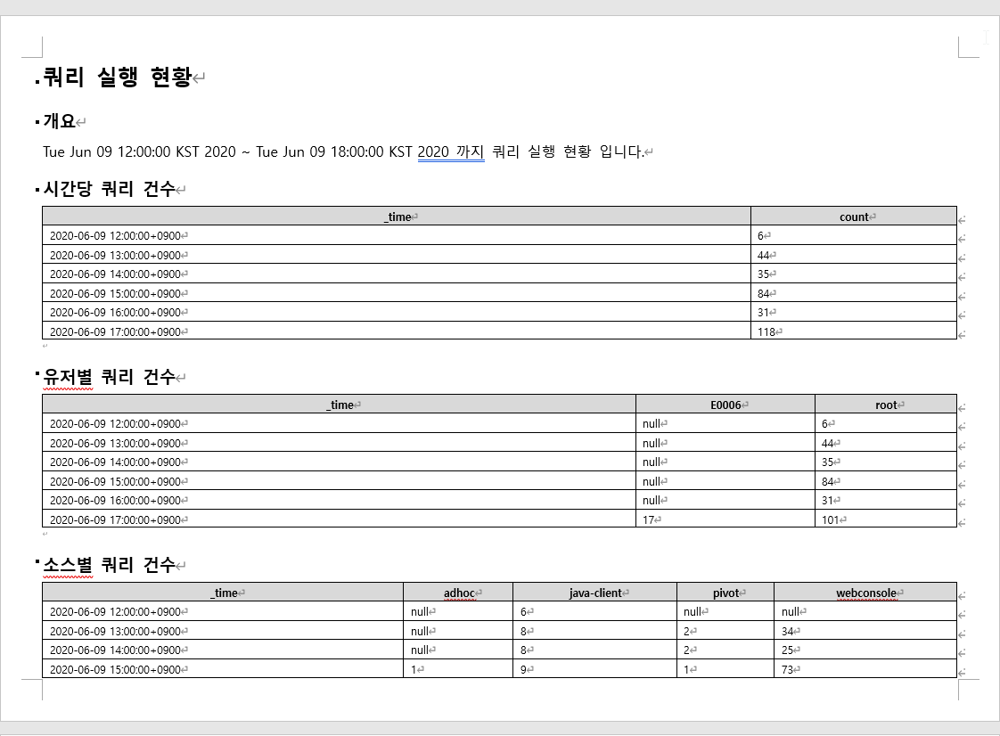 쿼리 실행 현황
개요
Tue Jun 09 12:00:00 KST 2020 ~ Tue Jun 09 18:00:00 KST 2020 까지 쿼리 실행 현황 입니다.
시간당 쿼리 건수
_time count
2020-06-09 12:00:00+0900 6
2020-06-09 13:00:00+0900 44
2020-06-09 14:00:00+0900 35
2020-06-09 15:00:00+0900 84
2020-06-09 16:00:00+0900 31
2020-06-09 17:00:00+0900 118
유저별 쿼리 건수
_time E0006 root
2020-06-09 12:00:00+0900 null 6
2020-06-09 13:00:00+0900 null 44
2020-06-09 14:00:00+0900 null 35
2020-06-09 15:00:00+0900 null 84
2020-06-09 16:00:00+0900 null 31
2020-06-09 17:00:00+0900 17 101
소스별 쿼리 건수
_time adhoc java-client pivot webconsole
2020-06-09 12:00:00+0900 null 6 null null
2020-06-09 13:00:00+0900 null 8 2 34
2020-06-09 14:00:00+0900 null 8 2 25
2020-06-09 15:00:00+0900 1 9 1 73